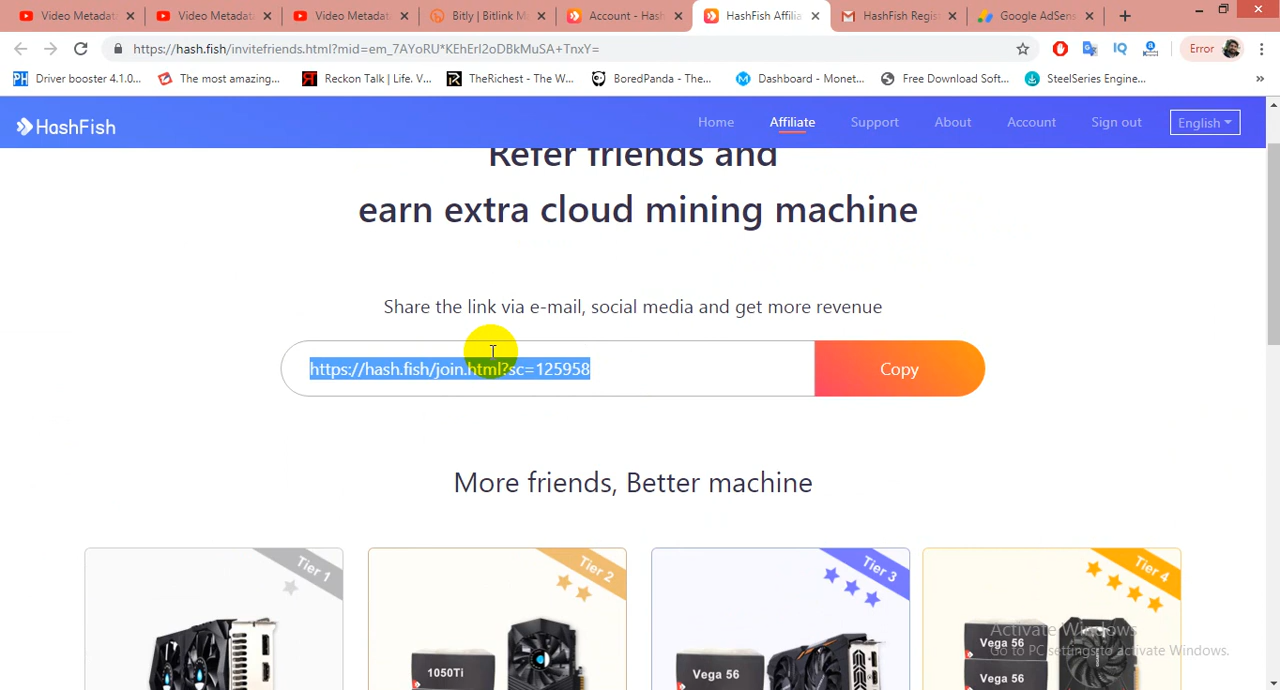 Video Metadat
Video Metadat
Video Metadat
Bitly | Bitlink M
Account - Hash
HashFish Affilia
HashFish Regis
Google AdSens
https://hash.fish/invitefriends.html?mid=em_7AYoRU*KEhErI2oDBkMuSA+TnxY=
IQ
Error
Driver booster 4.1.0...
The most amazing...
Reckon Talk | Life. V...
TheRichest - The W...
BoredPanda - The...
Dashboard - Monet...
Free Download Soft...
SteelSeries Engine...
HashFish
Home
Affiliate
Support
About
Account
Sign out
English
Refer friends and
earn extra cloud mining machine
Share the link via e-mail, social media and get more revenue
https://hash.fish/join.html?sc=125958
Copy
More friends, Better machine
Tier 1
Tier 2
Tier 3
Tier 4
1050Ti
Vega 56
Vega 56
Vega 56
Activate Windows
Go to PC settings to activate Windows.